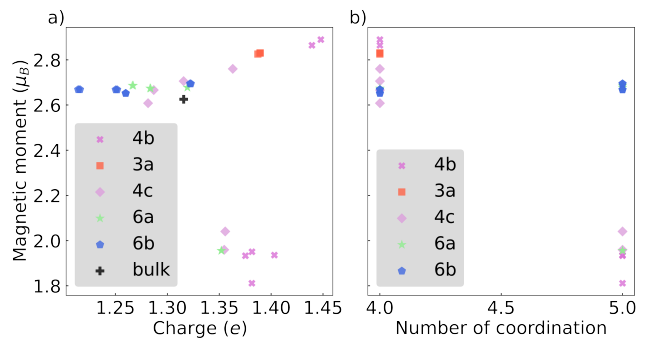 a)
b)
Magnetic moment (μB)
2.8
2.6
2.4
2.2
2.0
1.8
4b
3a
4c
6a
6b
bulk
1.25 1.30 1.35 1.40 1.45
Charge (e)
4b
3a
4c
6a
6b
4.0 4.5 5.0
Number of coordination